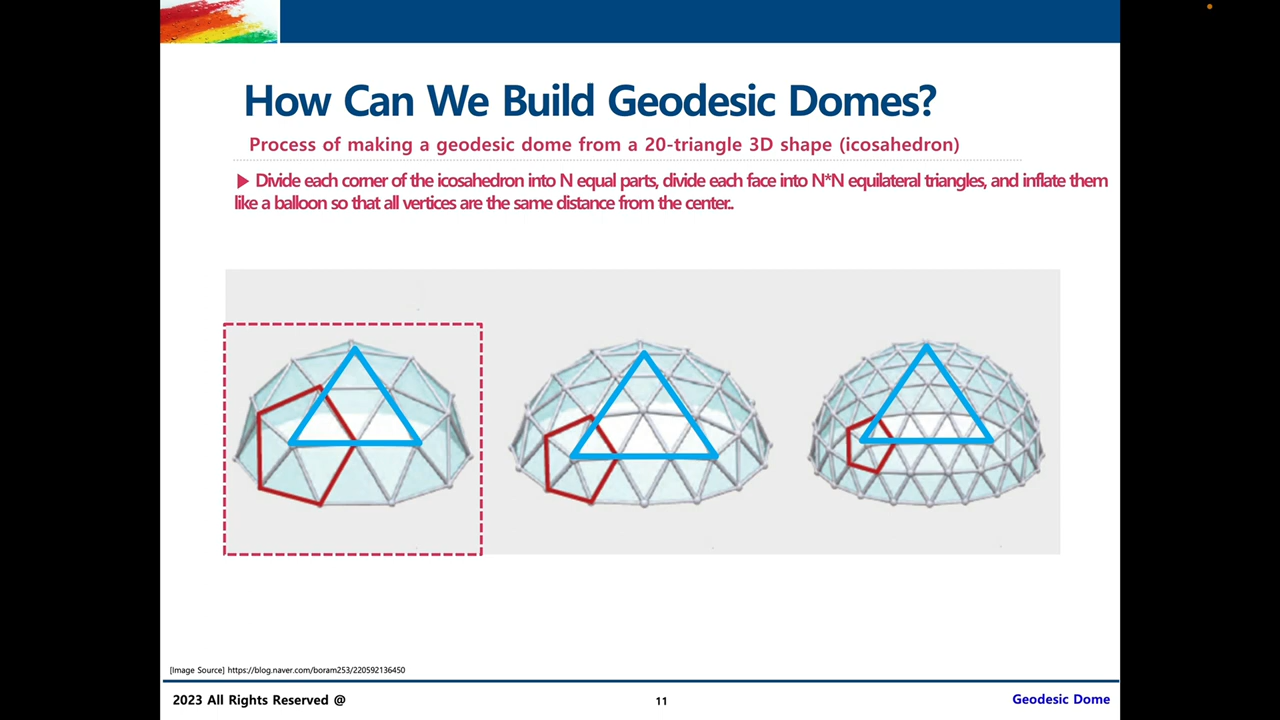 How Can We Build Geodesic Domes?
Process of making a geodesic dome from a 20-triangle 3D shape (icosahedron)
▶ Divide each corner of the icosahedron into N equal parts, divide each face into N*N equilateral triangles, and inflate them
like a balloon so that all vertices are the same distance from the center..
[Image Source] https://blog.naver.com/boram253/220592136450
2023 All Rights Reserved @
11
Geodesic Dome